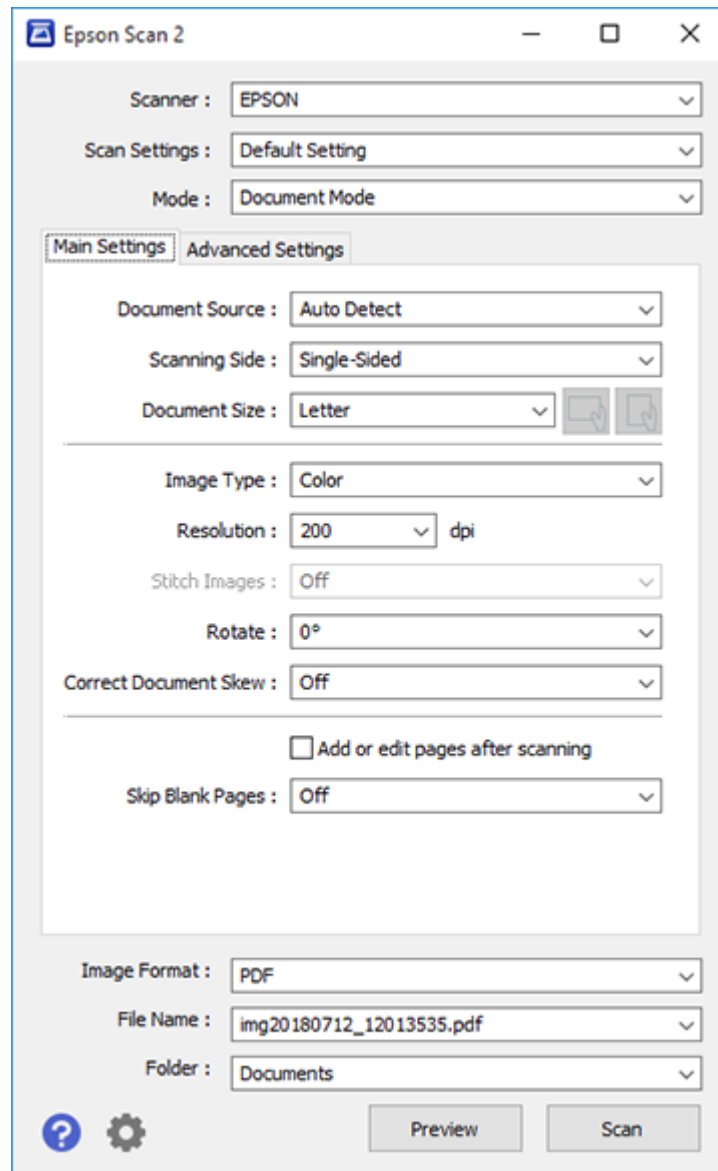 Epson Scan 2
Scanner : EPSON
Scan Settings : Default Setting
Mode : Document Mode
Main Settings Advanced Settings
Document Source : Auto Detect
Scanning Side : Single-Sided
Document Size : Letter
Image Type : Color
Resolution : 200 dpi
Stitch Images : Off
Rotate : 0°
Correct Document Skew : Off
Add or edit pages after scanning
Skip Blank Pages : Off
Image Format : PDF
File Name : img20180712_12013535.pdf
Folder : Documents
? Preview Scan